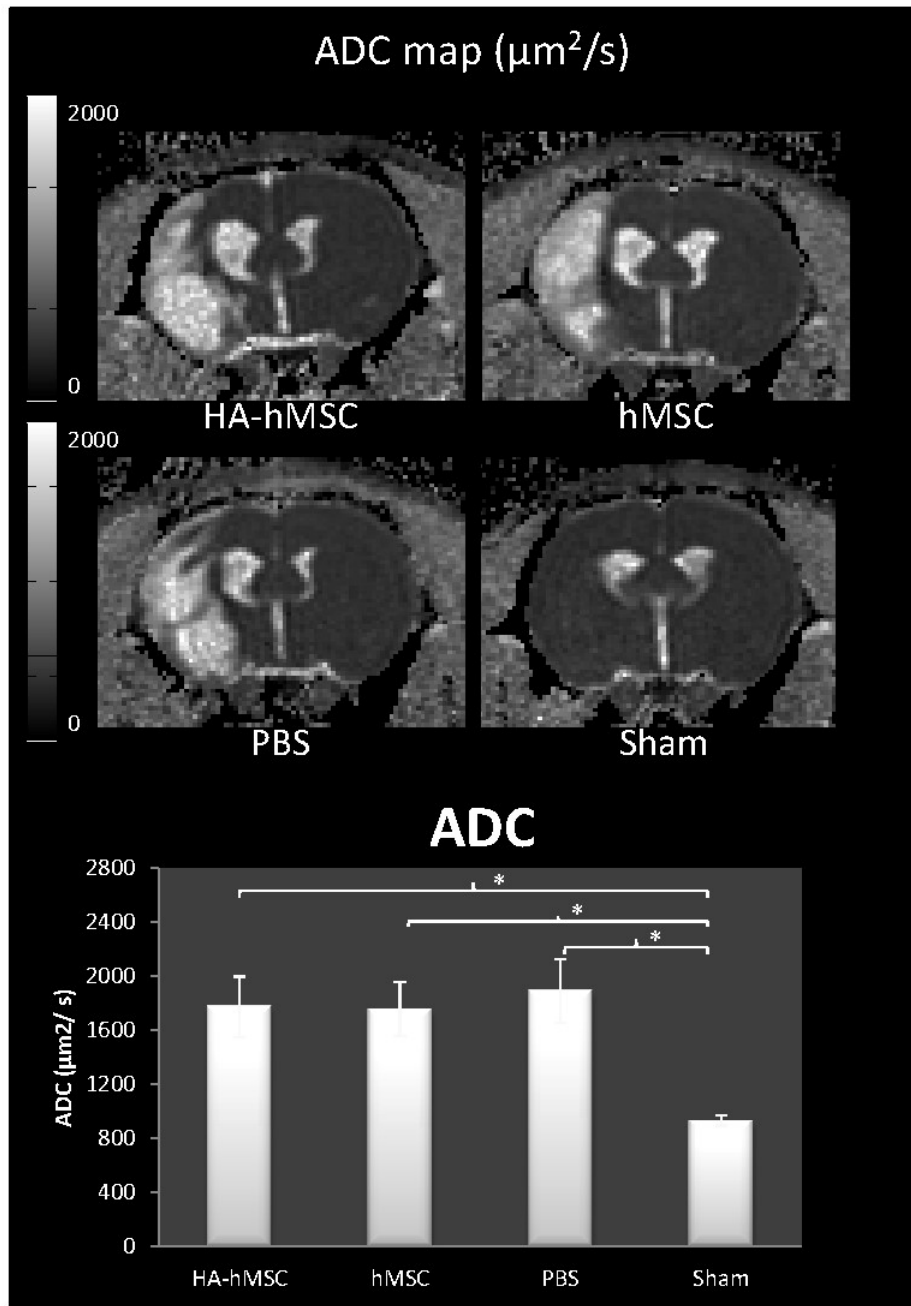 ADC map (µm²/s)
2000
0
HA-hMSC
hMSC
2000
0
PBS
Sham
ADC
2800
2400
2000
1600
1200
800
400
0
ADC (µm2/ s)
*
*
*
HA-hMSC
hMSC
PBS
Sham